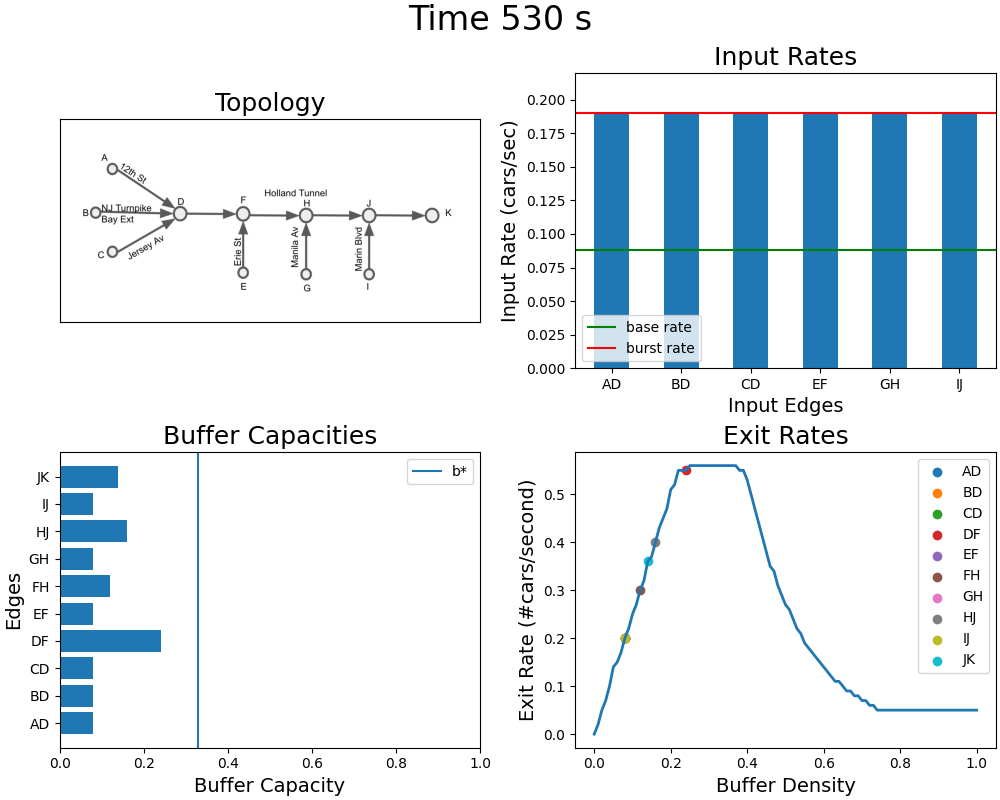 Time 530 s
Topology
A
12th St
B
NJ Turnpike
Bay Ext
C
Jersey Av
D
F
Holland Tunnel
H
J
K
Erie St
Manila Av
Marin Blvd
E
G
I
Input Rates
Input Rate (cars/sec)
0.200
0.175
0.150
0.125
0.100
0.075
0.050
0.025
0.000
base rate
burst rate
AD BD CD EF GH IJ
Input Edges
Buffer Capacities
b*
Edges
JK
IJ
HJ
GH
FH
EF
DF
CD
BD
AD
0.0 0.2 0.4 0.6 0.8 1.0
Buffer Capacity
Exit Rates
Exit Rate (#cars/second)
0.5
0.4
0.3
0.2
0.1
0.0
AD
BD
CD
DF
EF
FH
GH
HJ
IJ
JK
0.0 0.2 0.4 0.6 0.8 1.0
Buffer Density